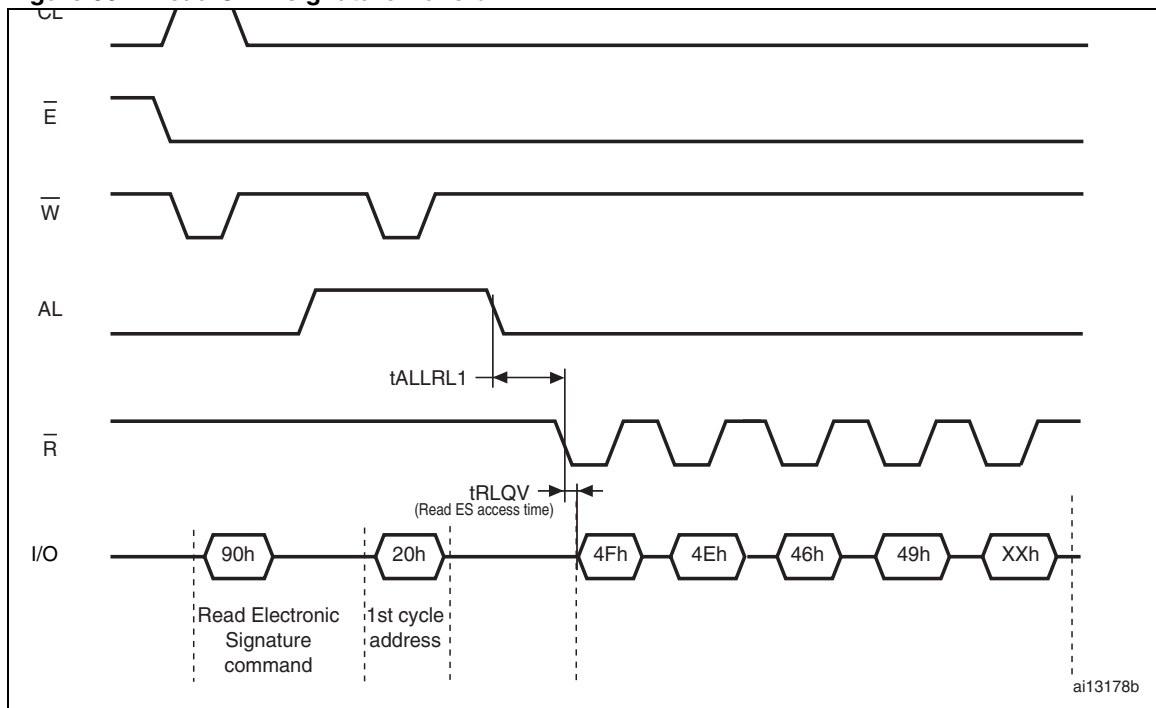 CL
E
W
AL
tALLRL1
R
tRLQV
(Read ES access time)
I/O
90h
20h
4Fh
4Eh
46h
49h
XXh
Read Electronic
Signature
command
1st cycle
address
ai13178b